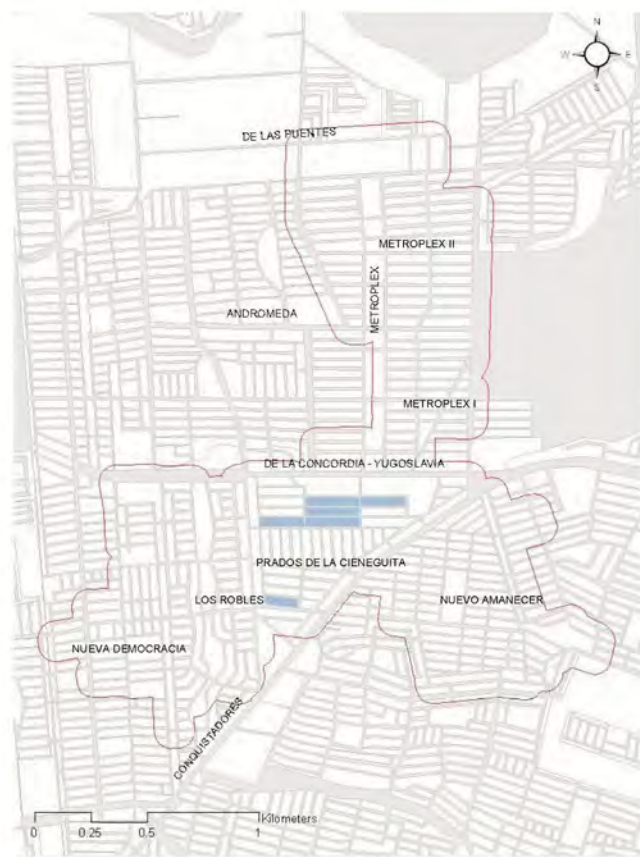 N
W E
S
DE LAS PUENTES
METROPLEX II
METROPLEX
ANDROMEDA
METROPLEX I
DE LA CONCORDIA - YUGOSLAVIA
PRADOS DE LA CIENEGUITA
LOS ROBLES
NUEVO AMANECER
NUEVA DEMOCRACIA
CONQUISTADORES
Kilometers
0 0.25 0.5 1